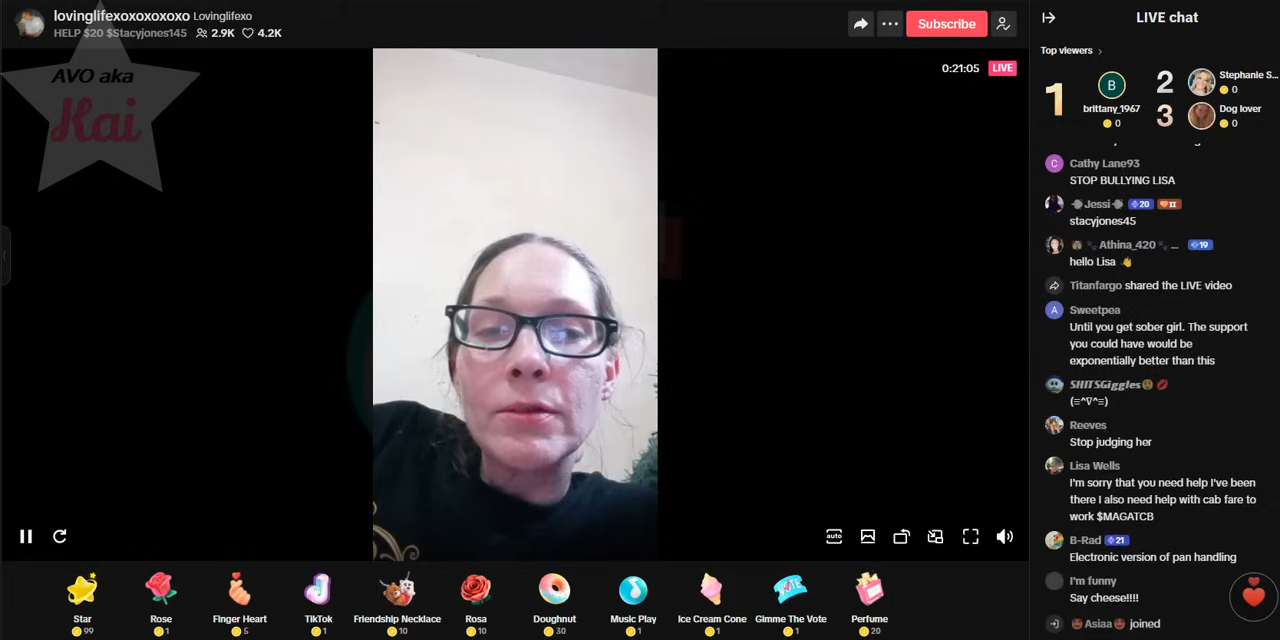 lovinglifexoxoxoxoxo Lovinglifexo
HELP $20 $Stacyjones145 2.9K 4.2K
Subscribe
AVO aka
Kai
0:21:05 LIVE
LIVE chat
Top viewers
1
B
brittany_1967
0
2
Stephanie S...
0
3
Dog lover
0
C Cathy Lane93
STOP BULLYING LISA
Jessi 20 II
stacyjones45
Athina_420 ... 19
hello Lisa 👋
Titanfargo shared the LIVE video
A Sweetpea
Until you get sober girl. The support
you could have would be
exponentially better than this
SHITSGiggles
(=^∇^=)
Reeves
Stop judging her
Lisa Wells
I'm sorry that you need help I've been
there I also need help with cab fare to
work $MAGATCB
B-Rad 21
Electronic version of pan handling
I'm funny
Say cheese!!!!
Asiaa joined
auto
Star
99
Rose
1
Finger Heart
5
TikTok
1
Friendship Necklace
10
Rosa
10
Doughnut
30
Music Play
1
Ice Cream Cone
1
VOTE
Gimme The Vote
1
Perfume
20